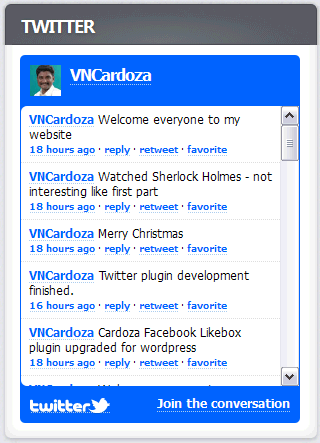 TWITTER
VNCardoza
VNCardoza Welcome everyone to my
website
18 hours ago · reply · retweet · favorite
VNCardoza Watched Sherlock Holmes - not
interesting like first part
18 hours ago · reply · retweet · favorite
VNCardoza Merry Christmas
18 hours ago · reply · retweet · favorite
VNCardoza Twitter plugin development
finished.
16 hours ago · reply · retweet · favorite
VNCardoza Cardoza Facebook Likebox
plugin upgraded for wordpress
18 hours ago · reply · retweet · favorite
twitter Join the conversation